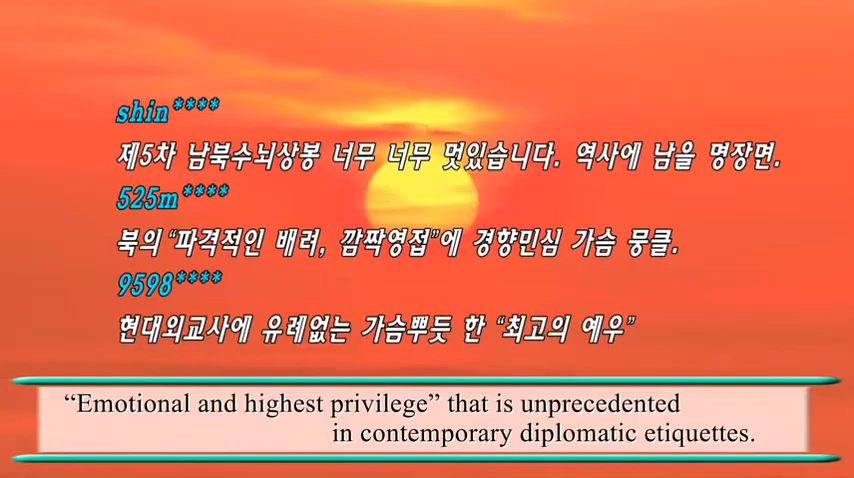 shin****
제5차 남북수뇌상봉 너무 너무 멋있습니다. 역사에 남을 명장면.
525m****
북의 “파격적인 배려, 깜짝영접”에 경향민심 가슴 뭉클.
9598****
현대외교사에 유례없는 가슴뿌듯 한 “최고의 예우”
“Emotional and highest privilege” that is unprecedented
in contemporary diplomatic etiquettes.